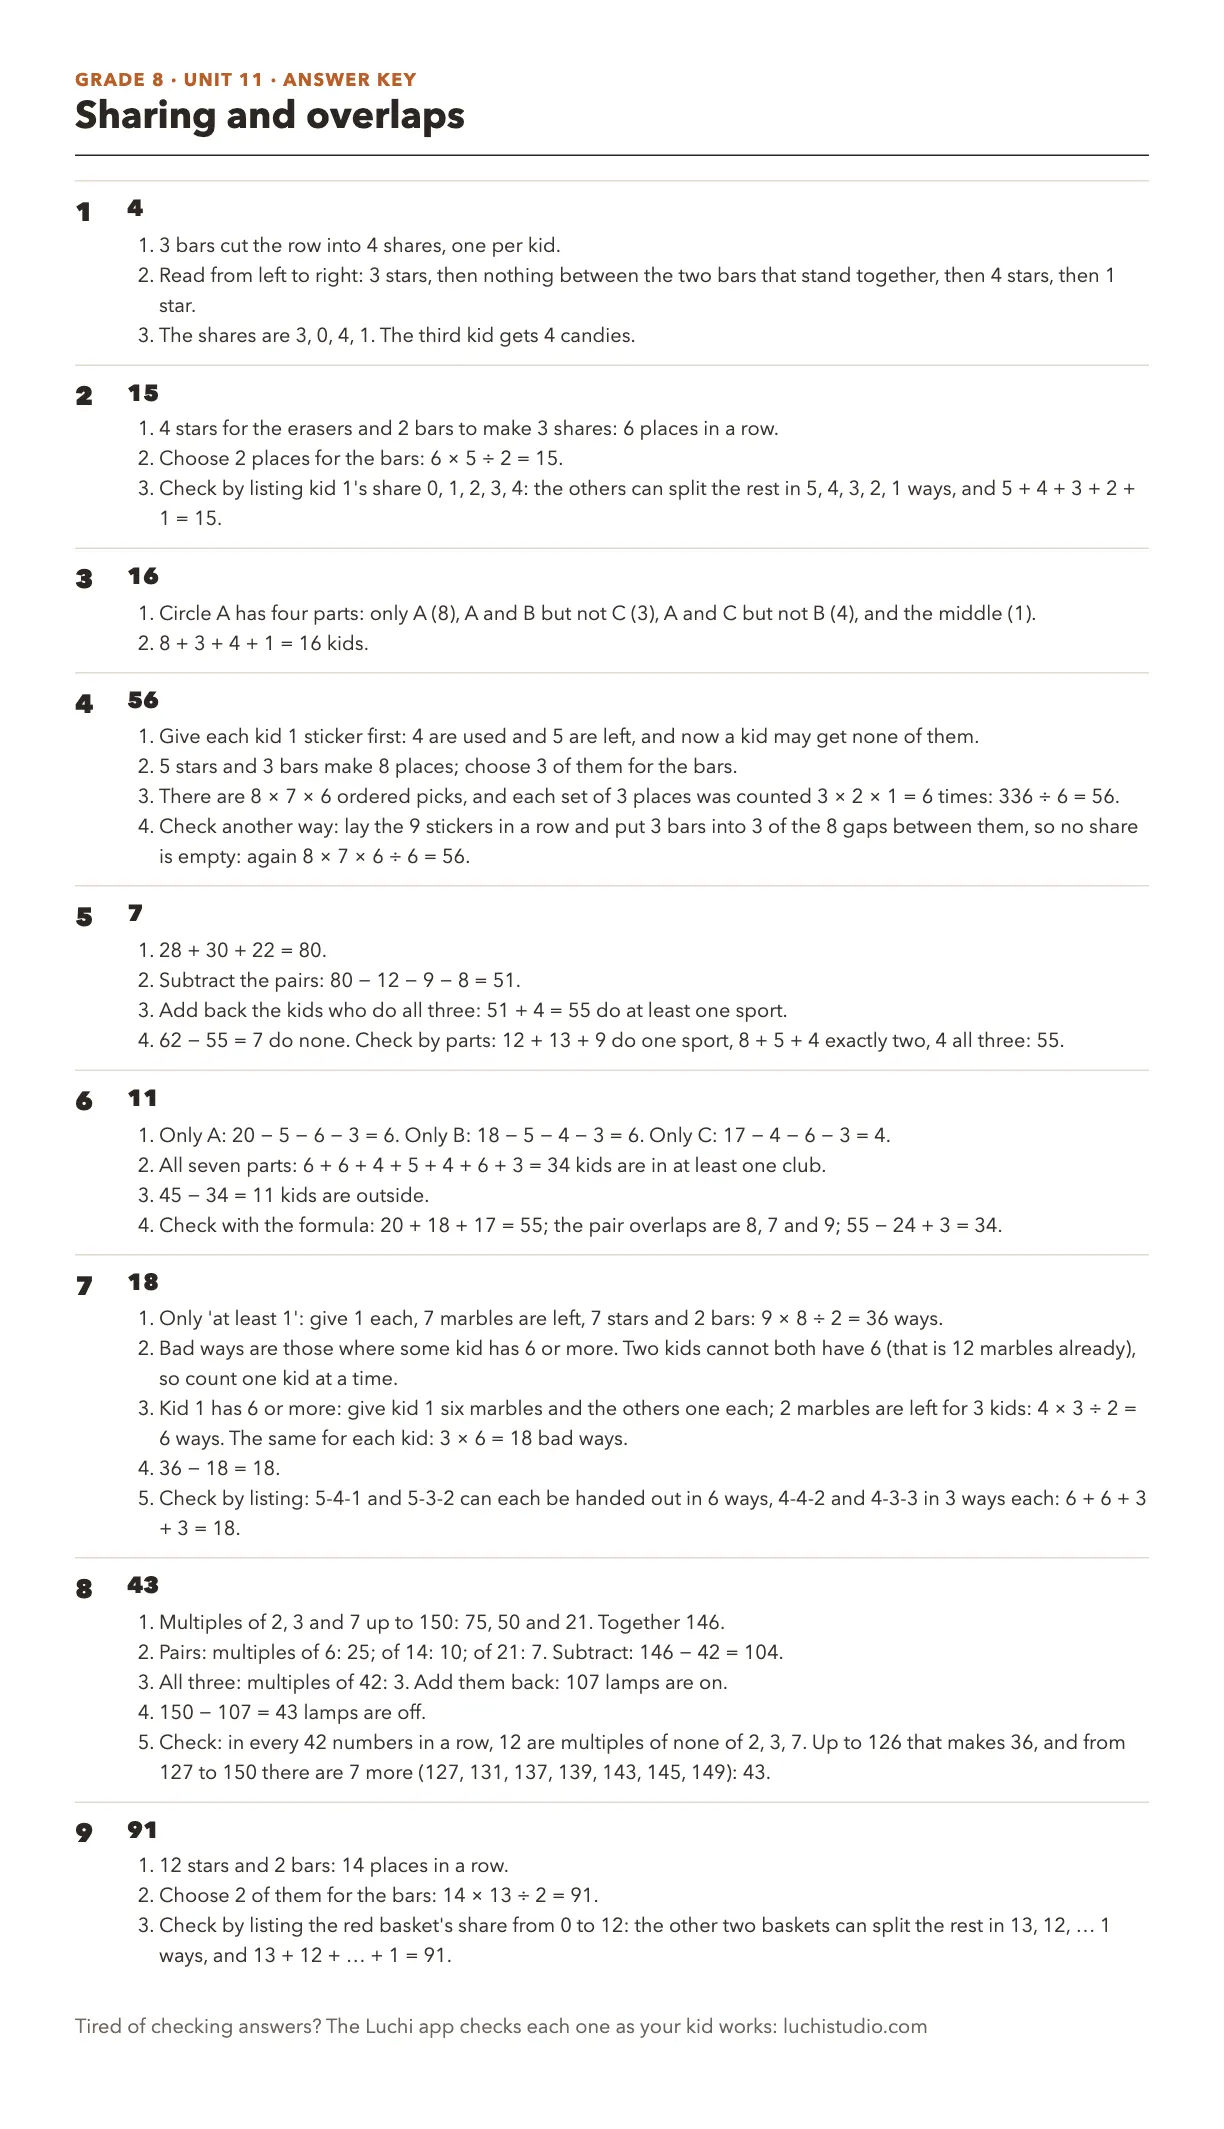 GRADE 8 · UNIT 11 · ANSWER KEY
Sharing and overlaps
1 4
1. 3 bars cut the row into 4 shares, one per kid.
2. Read from left to right: 3 stars, then nothing between the two bars that stand together, then 4 stars, then 1
star.
3. The shares are 3, 0, 4, 1. The third kid gets 4 candies.
2 15
1. 4 stars for the erasers and 2 bars to make 3 shares: 6 places in a row.
2. Choose 2 places for the bars: 6 × 5 ÷ 2 = 15.
3. Check by listing kid 1's share 0, 1, 2, 3, 4: the others can split the rest in 5, 4, 3, 2, 1 ways, and 5 + 4 + 3 + 2 +
1 = 15.
3 16
1. Circle A has four parts: only A (8), A and B but not C (3), A and C but not B (4), and the middle (1).
2. 8 + 3 + 4 + 1 = 16 kids.
4 56
1. Give each kid 1 sticker first: 4 are used and 5 are left, and now a kid may get none of them.
2. 5 stars and 3 bars make 8 places; choose 3 of them for the bars.
3. There are 8 × 7 × 6 ordered picks, and each set of 3 places was counted 3 × 2 × 1 = 6 times: 336 ÷ 6 = 56.
4. Check another way: lay the 9 stickers in a row and put 3 bars into 3 of the 8 gaps between them, so no share
is empty: again 8 × 7 × 6 ÷ 6 = 56.
5 7
1. 28 + 30 + 22 = 80.
2. Subtract the pairs: 80 − 12 − 9 − 8 = 51.
3. Add back the kids who do all three: 51 + 4 = 55 do at least one sport.
4. 62 − 55 = 7 do none. Check by parts: 12 + 13 + 9 do one sport, 8 + 5 + 4 exactly two, 4 all three: 55.
6 11
1. Only A: 20 − 5 − 6 − 3 = 6. Only B: 18 − 5 − 4 − 3 = 6. Only C: 17 − 4 − 6 − 3 = 4.
2. All seven parts: 6 + 6 + 4 + 5 + 4 + 6 + 3 = 34 kids are in at least one club.
3. 45 − 34 = 11 kids are outside.
4. Check with the formula: 20 + 18 + 17 = 55; the pair overlaps are 8, 7 and 9; 55 − 24 + 3 = 34.
7 18
1. Only 'at least 1': give 1 each, 7 marbles are left, 7 stars and 2 bars: 9 × 8 ÷ 2 = 36 ways.
2. Bad ways are those where some kid has 6 or more. Two kids cannot both have 6 (that is 12 marbles already),
so count one kid at a time.
3. Kid 1 has 6 or more: give kid 1 six marbles and the others one each; 2 marbles are left for 3 kids: 4 × 3 ÷ 2 =
6 ways. The same for each kid: 3 × 6 = 18 bad ways.
4. 36 − 18 = 18.
5. Check by listing: 5-4-1 and 5-3-2 can each be handed out in 6 ways, 4-4-2 and 4-3-3 in 3 ways each: 6 + 6 + 3
+ 3 = 18.
8 43
1. Multiples of 2, 3 and 7 up to 150: 75, 50 and 21. Together 146.
2. Pairs: multiples of 6: 25; of 14: 10; of 21: 7. Subtract: 146 − 42 = 104.
3. All three: multiples of 42: 3. Add them back: 107 lamps are on.
4. 150 − 107 = 43 lamps are off.
5. Check: in every 42 numbers in a row, 12 are multiples of none of 2, 3, 7. Up to 126 that makes 36, and from
127 to 150 there are 7 more (127, 131, 137, 139, 143, 145, 149): 43.
9 91
1. 12 stars and 2 bars: 14 places in a row.
2. Choose 2 of them for the bars: 14 × 13 ÷ 2 = 91.
3. Check by listing the red basket's share from 0 to 12: the other two baskets can split the rest in 13, 12, … 1
ways, and 13 + 12 + … + 1 = 91.
Tired of checking answers? The Luchi app checks each one as your kid works: luchistudio.com